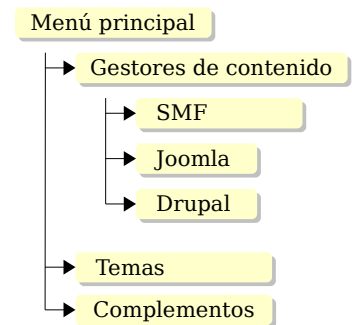 Menú principal
Gestores de contenido
SMF
Joomla
Drupal
Temas
Complementos